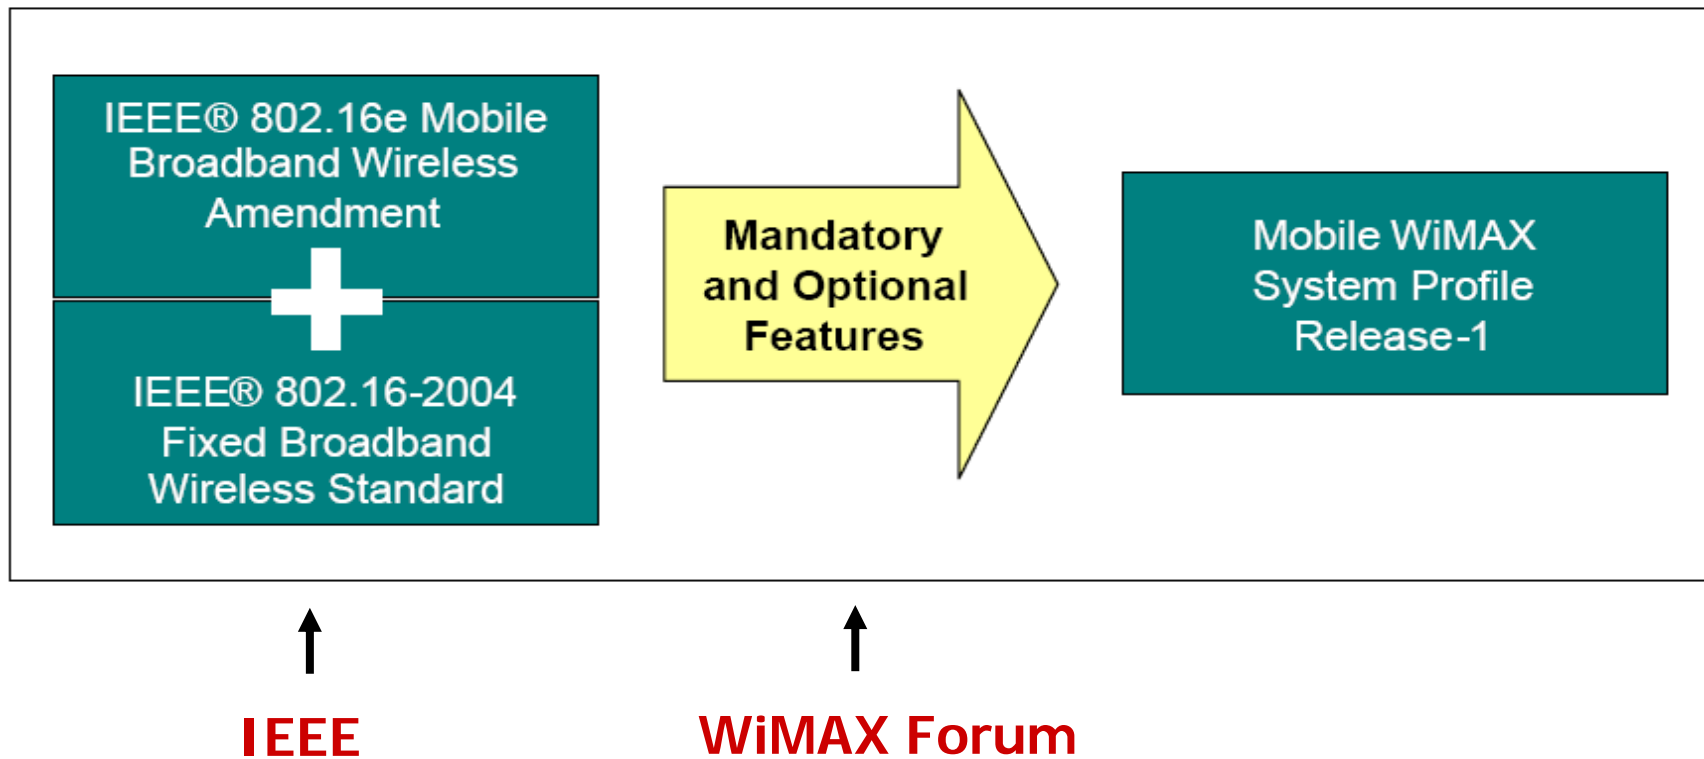 IEEE® 802.16e Mobile
Broadband Wireless
Amendment
IEEE® 802.16-2004
Fixed Broadband
Wireless Standard
Mandatory
and Optional
Features
Mobile WiMAX
System Profile
Release-1
IEEE
WiMAX Forum